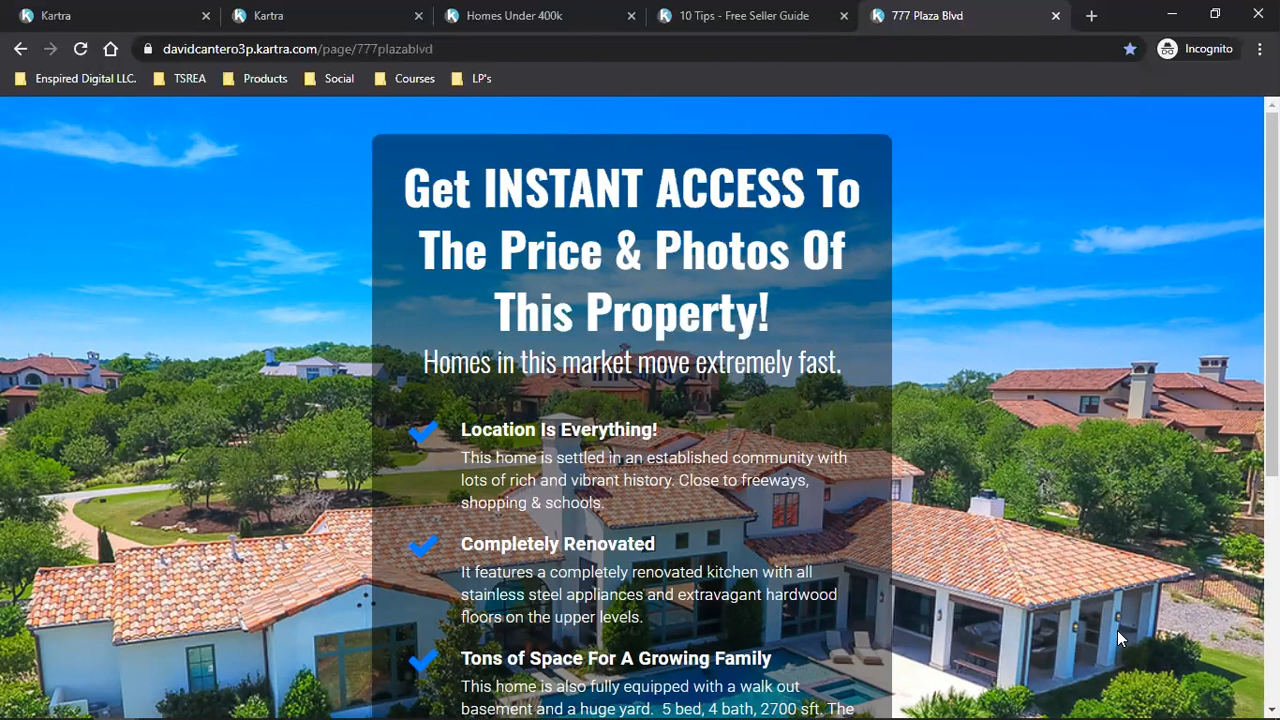 Kartra
Kartra
Homes Under 400k
10 Tips - Free Seller Guide
777 Plaza Blvd
davidcantero3p.kartra.com/page/777plazablvd
Incognito
Enspired Digital LLC.
TSREA
Products
Social
Courses
LP's
Get INSTANT ACCESS To
The Price & Photos Of
This Property!
Homes in this market move extremely fast.
Location Is Everything!
This home is settled in an established community with
lots of rich and vibrant history. Close to freeways,
shopping & schools.
Completely Renovated
It features a completely renovated kitchen with all
stainless steel appliances and extravagant hardwood
floors on the upper levels.
Tons of Space For A Growing Family
This home is also fully equipped with a walk out
basement and a huge yard. 5 bed, 4 bath, 2700 sft. The